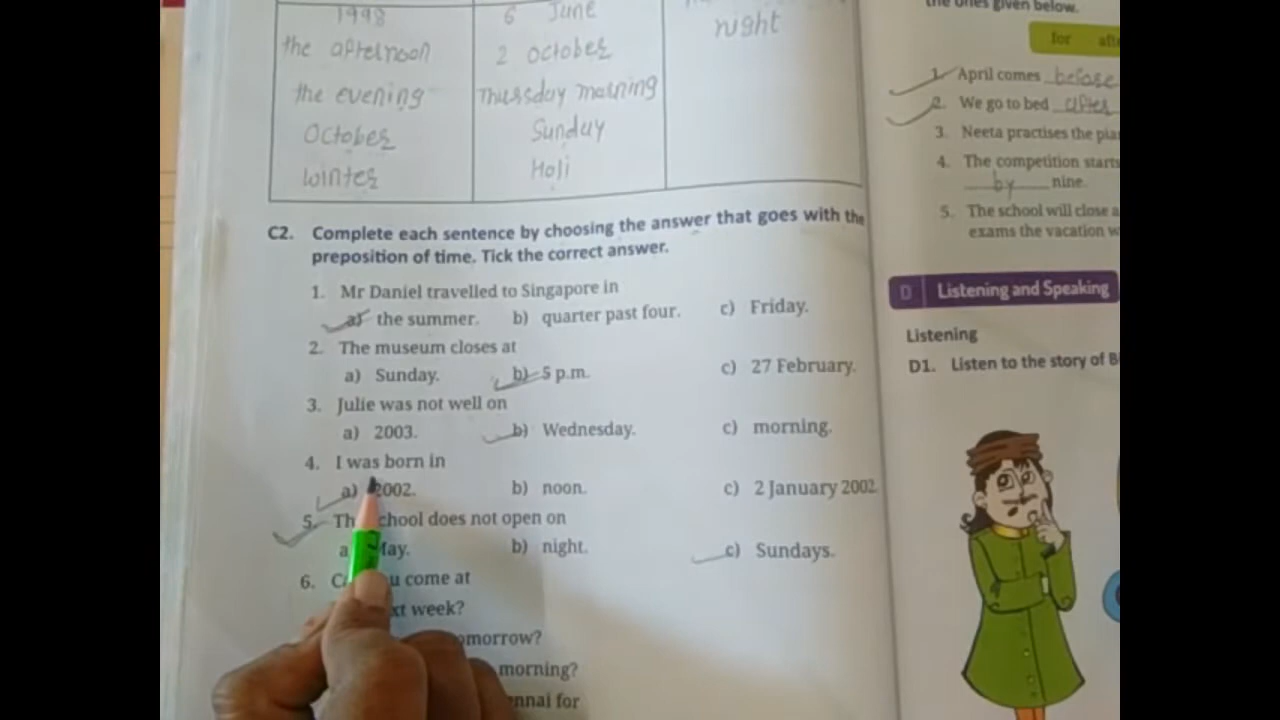 1998
6 June
night
the afternoon
2 october
the evening
Thursday morning
October
Sunday
winter
Holi
C2. Complete each sentence by choosing the answer that goes with the
preposition of time. Tick the correct answer.
1. Mr Daniel travelled to Singapore in
a) the summer. b) quarter past four. c) Friday.
2. The museum closes at
a) Sunday. b) 5 p.m. c) 27 February.
3. Julie was not well on
a) 2003. b) Wednesday. c) morning.
4. I was born in
a) 2002. b) noon. c) 2 January 2002.
5. school does not open on
a May. b) night. c) Sundays.
6. come at
week?
morning?
for
the ones given below.
for
1. April comes before
2. We go to bed after
3. Neeta practises the
4. The competition starts
by nine.
5. The school will close
exams the vacation
D Listening and Speaking
Listening
D1. Listen to the story of